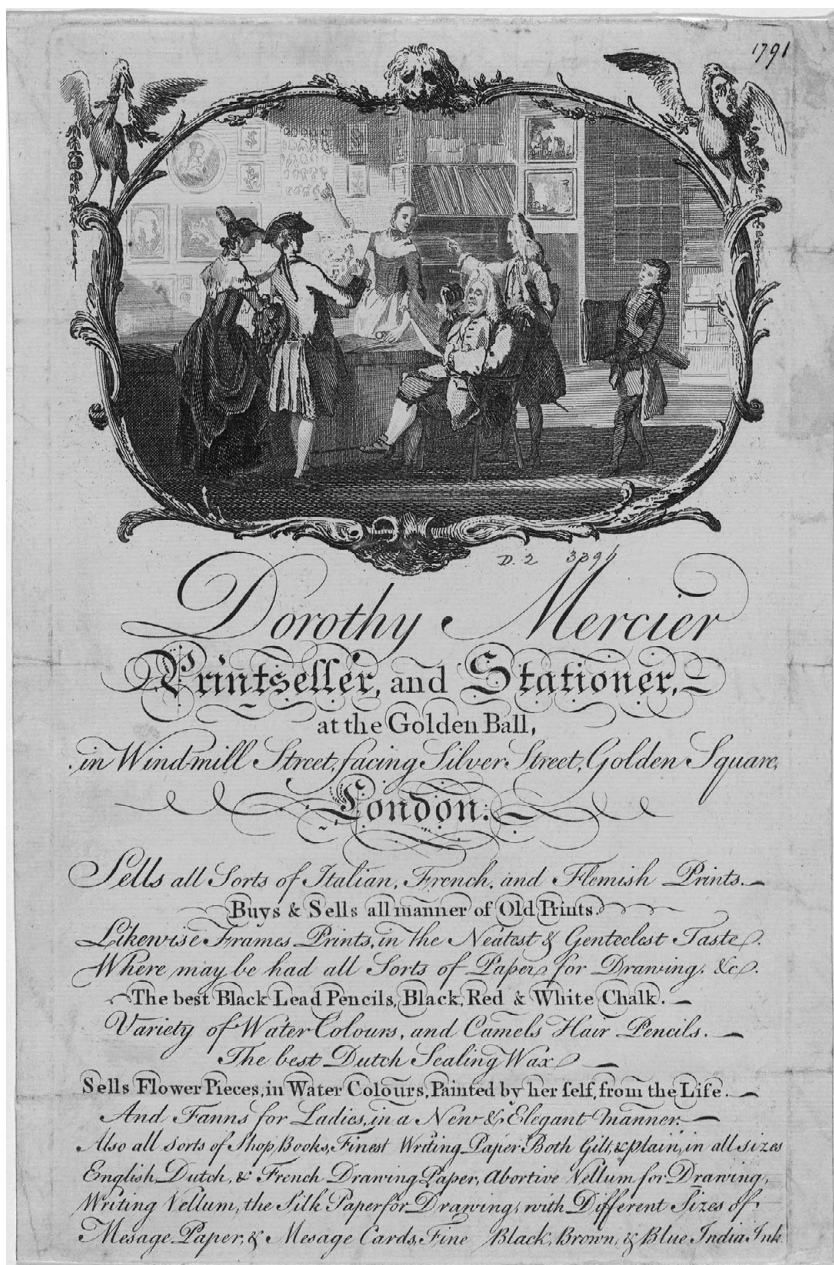 1791
D. 2 3396
Dorothy Mercier
Printseller, and Stationer,
at the Golden Ball,
in Windmill Street, facing Silver Street, Golden Square,
London.
Sells all Sorts of Italian, French, and Flemish Prints.
Buys & Sells all manner of Old Prints.
Likewise Frames Prints, in the Neatest & Genteelest Taste.
Where may be had all Sorts of Paper for Drawing, &c.
The best Black Lead Pencils, Black, Red & White Chalk.
Variety of Water Colours, and Camels Hair Pencils.
The best Dutch Sealing Wax
Sells Flower Pieces, in Water Colours, Painted by her self, from the Life.
And Fanns for Ladies, in a New & Elegant manner.
Also all sorts of Shop Books, Finest Writing Paper Both Gilt, & plain, in all sizes
English, Dutch, & French Drawing Paper, Abortive Vellum for Drawing,
Writing Vellum, the Silk Paper for Drawing, with Different Sizes of
Mesage Paper, & Mesage Cards, Fine Black, Brown, & Blue India Ink